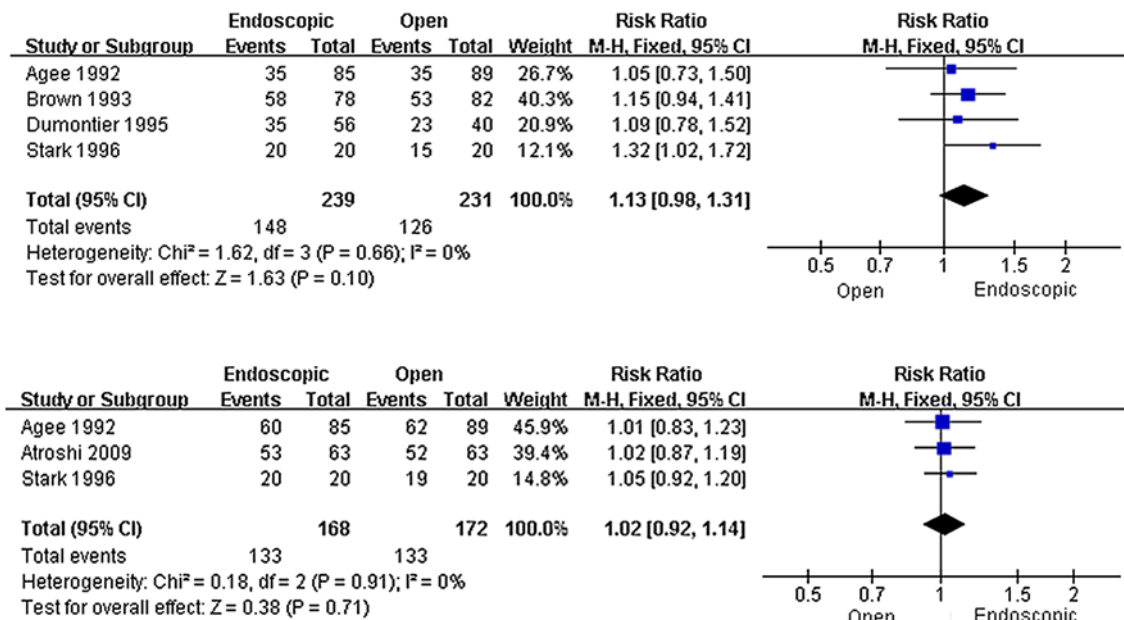 Endoscopic Open Risk Ratio Risk Ratio
Study or Subgroup Events Total Events Total Weight M-H, Fixed, 95% CI M-H, Fixed, 95% CI
Agee 1992 35 85 35 89 26.7% 1.05 [0.73, 1.50]
Brown 1993 58 78 53 82 40.3% 1.15 [0.94, 1.41]
Dumontier 1995 35 56 23 40 20.9% 1.09 [0.78, 1.52]
Stark 1996 20 20 15 20 12.1% 1.32 [1.02, 1.72]
Total (95% CI) 239 231 100.0% 1.13 [0.98, 1.31]
Total events 148 126
Heterogeneity: Chi² = 1.62, df = 3 (P = 0.66); I² = 0%
Test for overall effect: Z = 1.63 (P = 0.10)
0.5 0.7 1 1.5 2
Open Endoscopic
Endoscopic Open Risk Ratio Risk Ratio
Study or Subgroup Events Total Events Total Weight M-H, Fixed, 95% CI M-H, Fixed, 95% CI
Agee 1992 60 85 62 89 45.9% 1.01 [0.83, 1.23]
Atroshi 2009 53 63 52 63 39.4% 1.02 [0.87, 1.19]
Stark 1996 20 20 19 20 14.8% 1.05 [0.92, 1.20]
Total (95% CI) 168 172 100.0% 1.02 [0.92, 1.14]
Total events 133 133
Heterogeneity: Chi² = 0.18, df = 2 (P = 0.91); I² = 0%
Test for overall effect: Z = 0.38 (P = 0.71)
0.5 0.7 1 1.5 2
Open Endoscopic